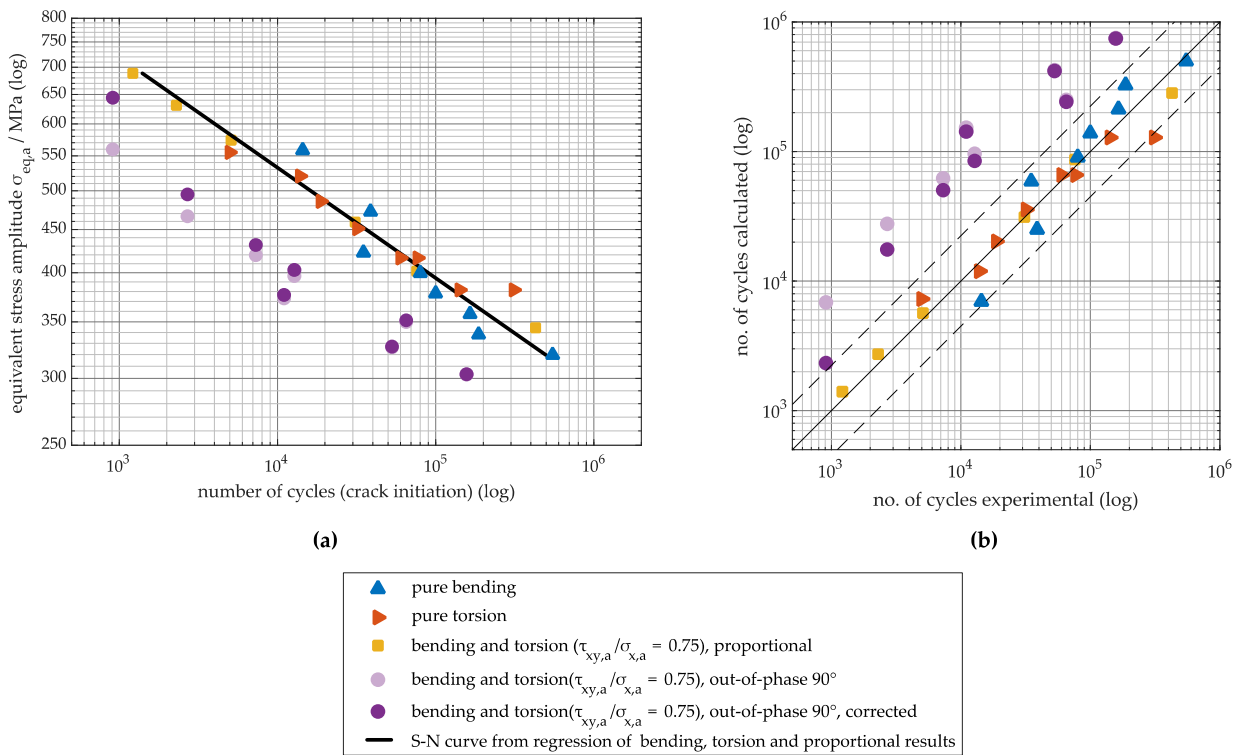 equivalent stress amplitude σeq,a / MPa (log)
800
700
600
550
500
450
400
350
300
250
10³ 10⁴ 10⁵ 10⁶
number of cycles (crack initiation) (log)
(a)
no. of cycles calculated (log)
10⁶
10⁵
10⁴
10³
10³ 10⁴ 10⁵ 10⁶
no. of cycles experimental (log)
(b)
pure bending
pure torsion
bending and torsion (τxy,a/σx,a = 0.75), proportional
bending and torsion(τxy,a/σx,a = 0.75), out-of-phase 90°
bending and torsion(τxy,a/σx,a = 0.75), out-of-phase 90°, corrected
S-N curve from regression of bending, torsion and proportional results